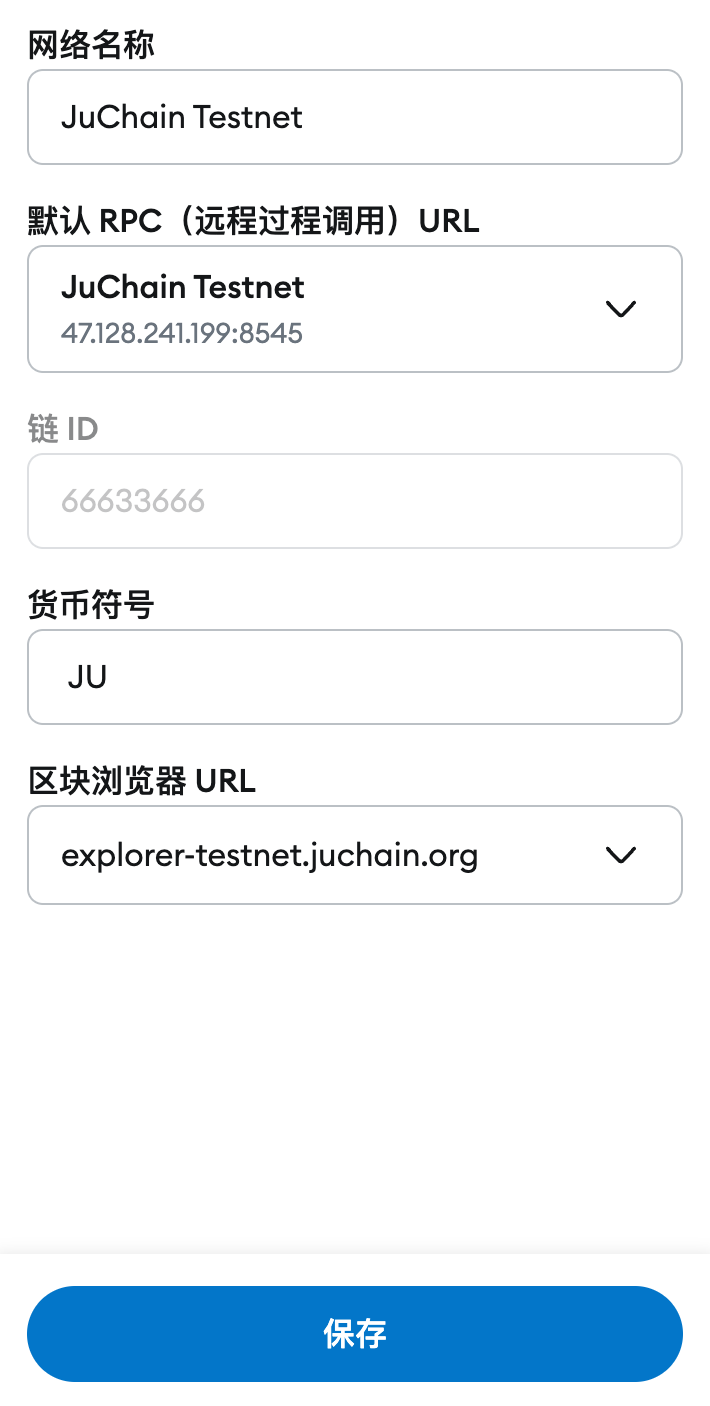 网络名称
JuChain Testnet
默认 RPC（远程过程调用）URL
JuChain Testnet
47.128.241.199:8545
链 ID
66633666
货币符号
JU
区块浏览器 URL
explorer-testnet.juchain.org
保存